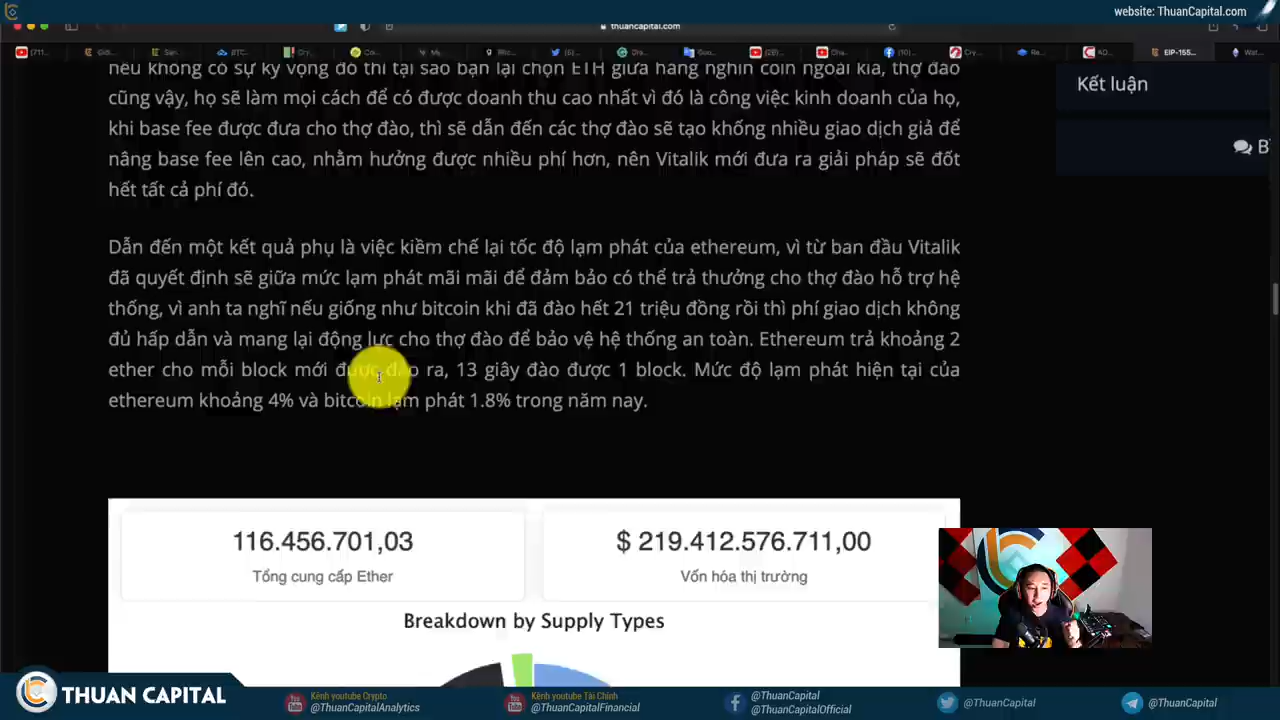 website: ThuanCapital.com
thuancapital.com
EIP-155...
nếu không có sự kỳ vọng đó thì tại sao bạn lại chọn ETH giữa hàng nghìn coin ngoài kia, thợ đào
cũng vậy, họ sẽ làm mọi cách để có được doanh thu cao nhất vì đó là công việc kinh doanh của họ,
khi base fee được đưa cho thợ đào, thì sẽ dẫn đến các thợ đào sẽ tạo khống nhiều giao dịch giả để
nâng base fee lên cao, nhằm hưởng được nhiều phí hơn, nên Vitalik mới đưa ra giải pháp sẽ đốt
hết tất cả phí đó.
Kết luận
Dẫn đến một kết quả phụ là việc kiềm chế lại tốc độ lạm phát của ethereum, vì từ ban đầu Vitalik
đã quyết định sẽ giữa mức lạm phát mãi mãi để đảm bảo có thể trả thưởng cho thợ đào hỗ trợ hệ
thống, vì anh ta nghĩ nếu giống như bitcoin khi đã đào hết 21 triệu đồng rồi thì phí giao dịch không
đủ hấp dẫn và mang lại động lực cho thợ đào để bảo vệ hệ thống an toàn. Ethereum trả khoảng 2
ether cho mỗi block mới được đào ra, 13 giây đào được 1 block. Mức độ lạm phát hiện tại của
ethereum khoảng 4% và bitcoin lạm phát 1.8% trong năm nay.
116.456.701,03
Tổng cung cấp Ether
$ 219.412.576.711,00
Vốn hóa thị trường
Breakdown by Supply Types
THUAN CAPITAL
Kênh youtube Crypto
@ThuanCapitalAnalytics
Kênh youtube Tài Chính
@ThuanCapitalFinancial
@ThuanCapital
@ThuanCapitalOfficial
@ThuanCapital
@ThuanCapital